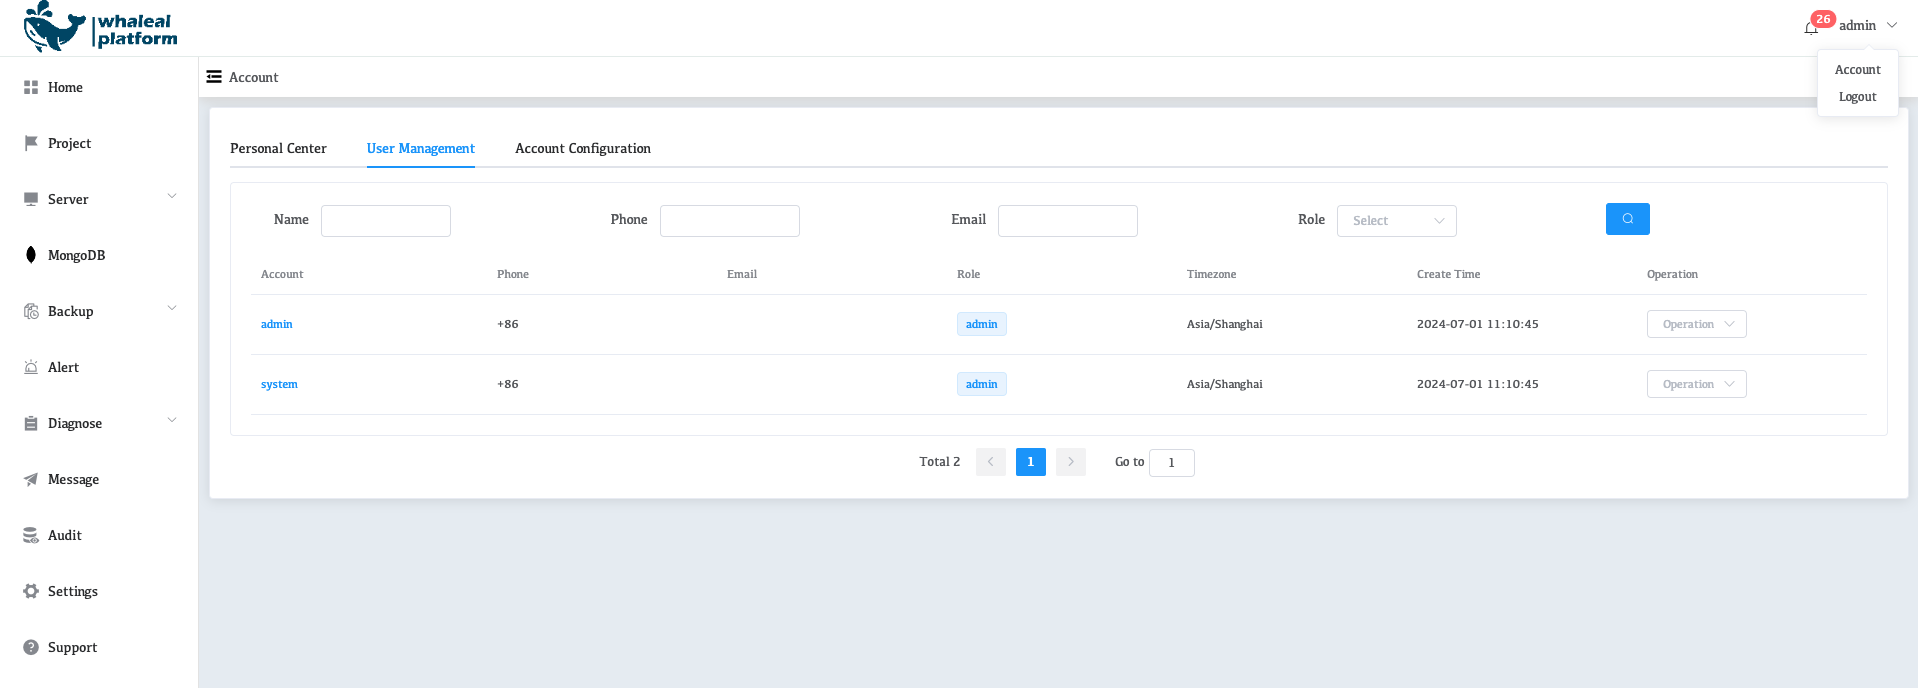 whaleal
platform
26
admin
Account
Logout
Home
Project
Server
MongoDB
Backup
Alert
Diagnose
Message
Audit
Settings
Support
Account
Personal Center User Management Account Configuration
Name Phone Email Role Select
Account Phone Email Role Timezone Create Time Operation
admin +86 admin Asia/Shanghai 2024-07-01 11:10:45 Operation
system +86 admin Asia/Shanghai 2024-07-01 11:10:45 Operation
Total 2 1 Go to 1